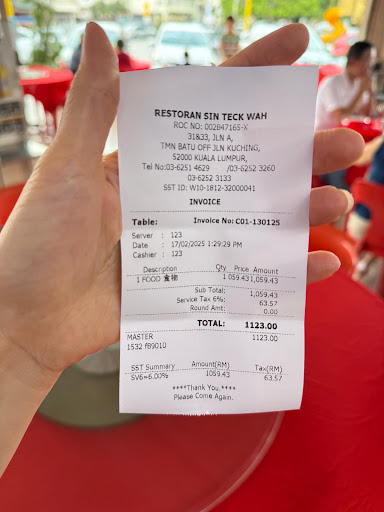 RESTORAN SIN TECK WAH
ROC NO: 002847165-X
31&33, JLN A,
TMN BATU OFF JLN KUCHING,
52000 KUALA LUMPUR,
Tel No:03-6251 4629 /03-6252 3260
03-6252 3133
SST ID: W10-1812-32000041
INVOICE
Table: Invoice No: C01-130125
Server : 123
Date : 17/02/2025 1:29:29 PM
Cashier : 123
Description Qty Price Amount
1 FOOD 食物 1 059.43 1,059.43
Sub Total: 1,059.43
Service Tax 6%: 63.57
Round Amt: 0.00
TOTAL: 1123.00
MASTER 1123.00
1532 f89010
SST Summary Amount(RM) Tax(RM)
SV6=6.00% 1059.43 63.57
****Thank You.****
Please Come Again.